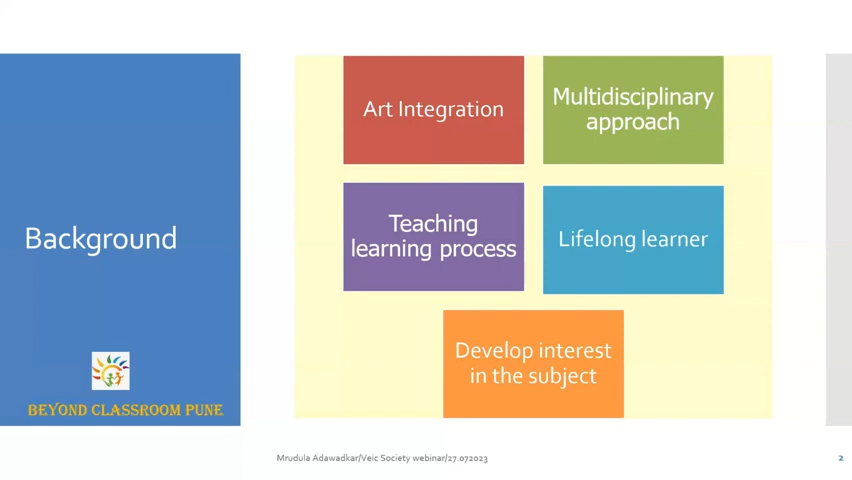 Background
BEYOND CLASSROOM PUNE
Art Integration
Multidisciplinary
approach
Teaching
learning process
Lifelong learner
Develop interest
in the subject
Mrudula Adawadkar/Veic Society webinar/27.072023
2